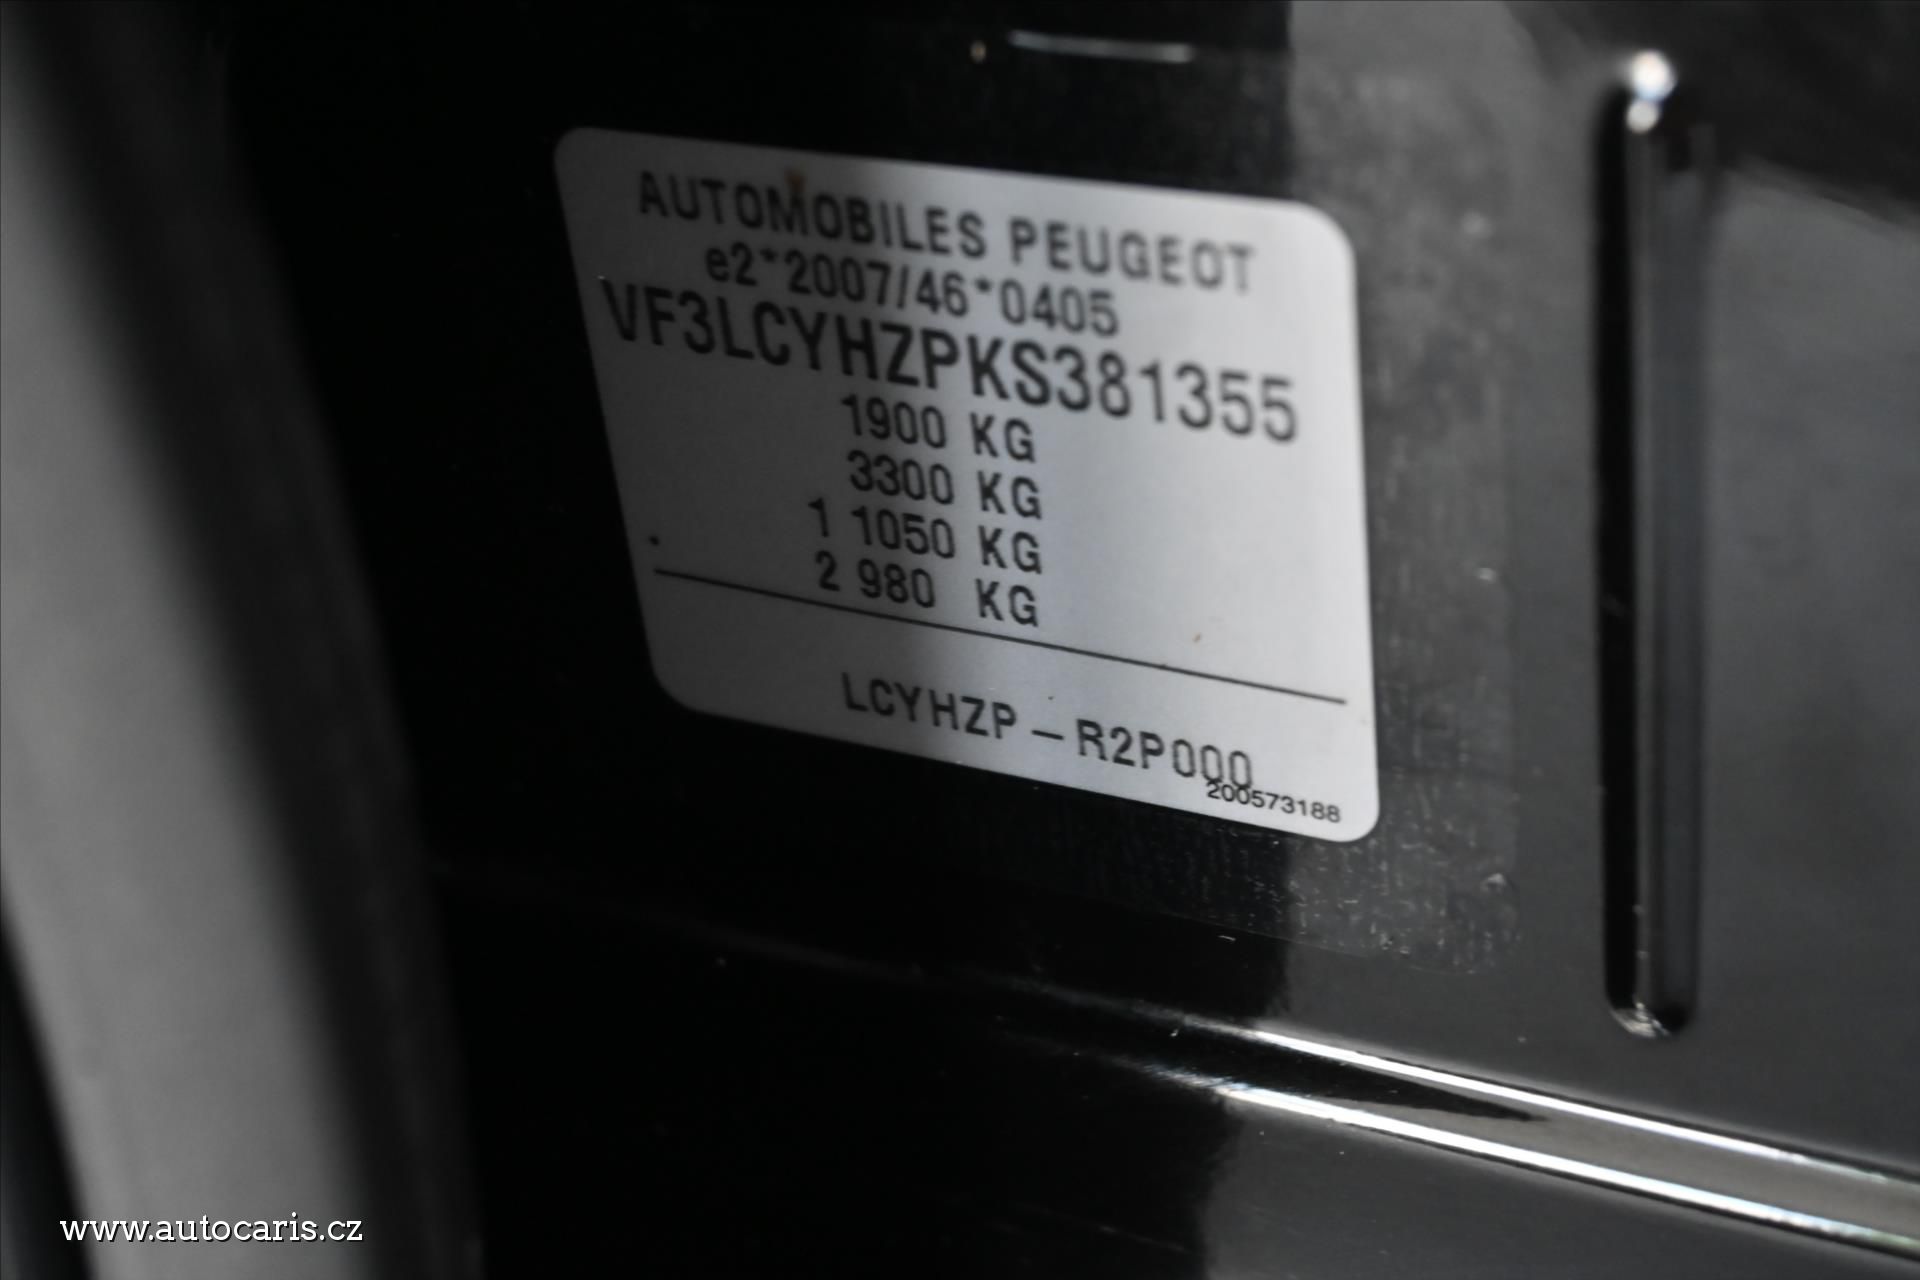 AUTOMOBILES PEUGEOT
e2*2007/46*0405
VF3LCYHZPKS381355
1900 KG
3300 KG
1 1050 KG
2 980 KG
LCYHZP – R2P000
200573188
www.autocaris.cz